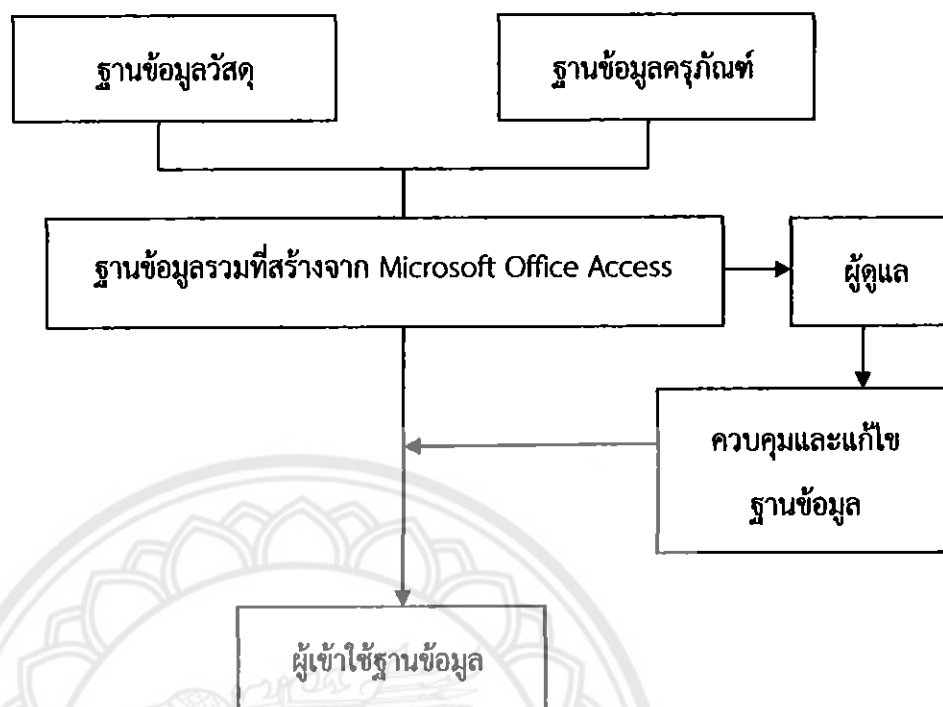 ฐานข้อมูลวัสดุ
ฐานข้อมูลครุภัณฑ์
ฐานข้อมูลรวมที่สร้างจาก Microsoft Office Access
ผู้ดูแล
ควบคุมและแก้ไข
ฐานข้อมูล
ผู้เข้าใช้ฐานข้อมูล